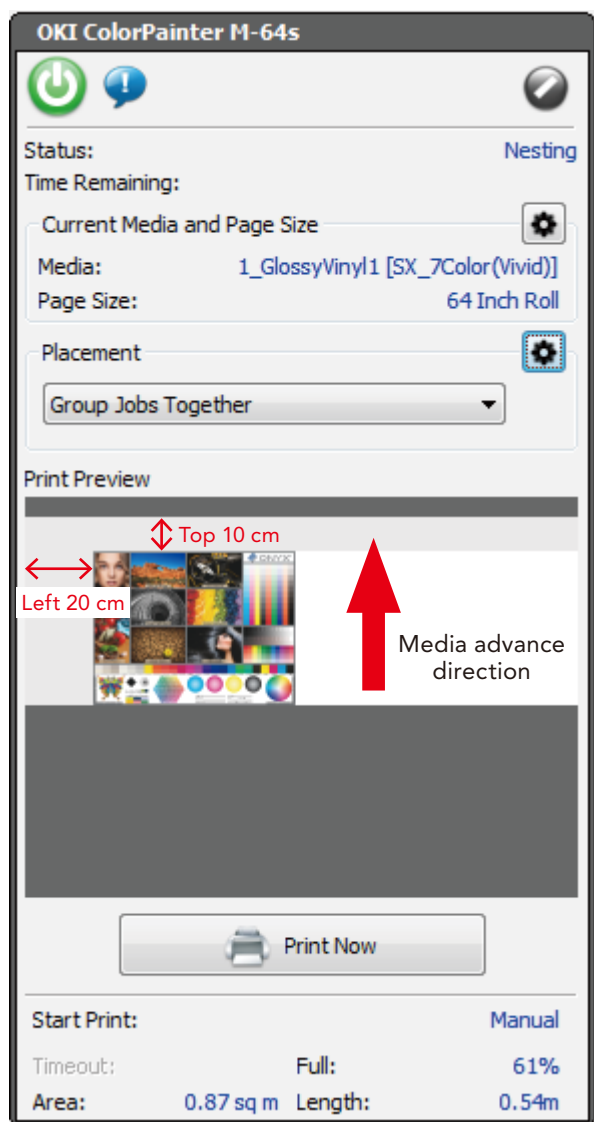 OKI ColorPainter M-64s
Status: Nesting
Time Remaining:
Current Media and Page Size
Media: 1_GlossyVinyl1 [SX_7Color(Vivid)]
Page Size: 64 Inch Roll
Placement
Group Jobs Together
Print Preview
Top 10 cm
ONYX
Left 20 cm
Media advance
direction
Print Now
Start Print: Manual
Timeout: Full: 61%
Area: 0.87 sq m Length: 0.54m